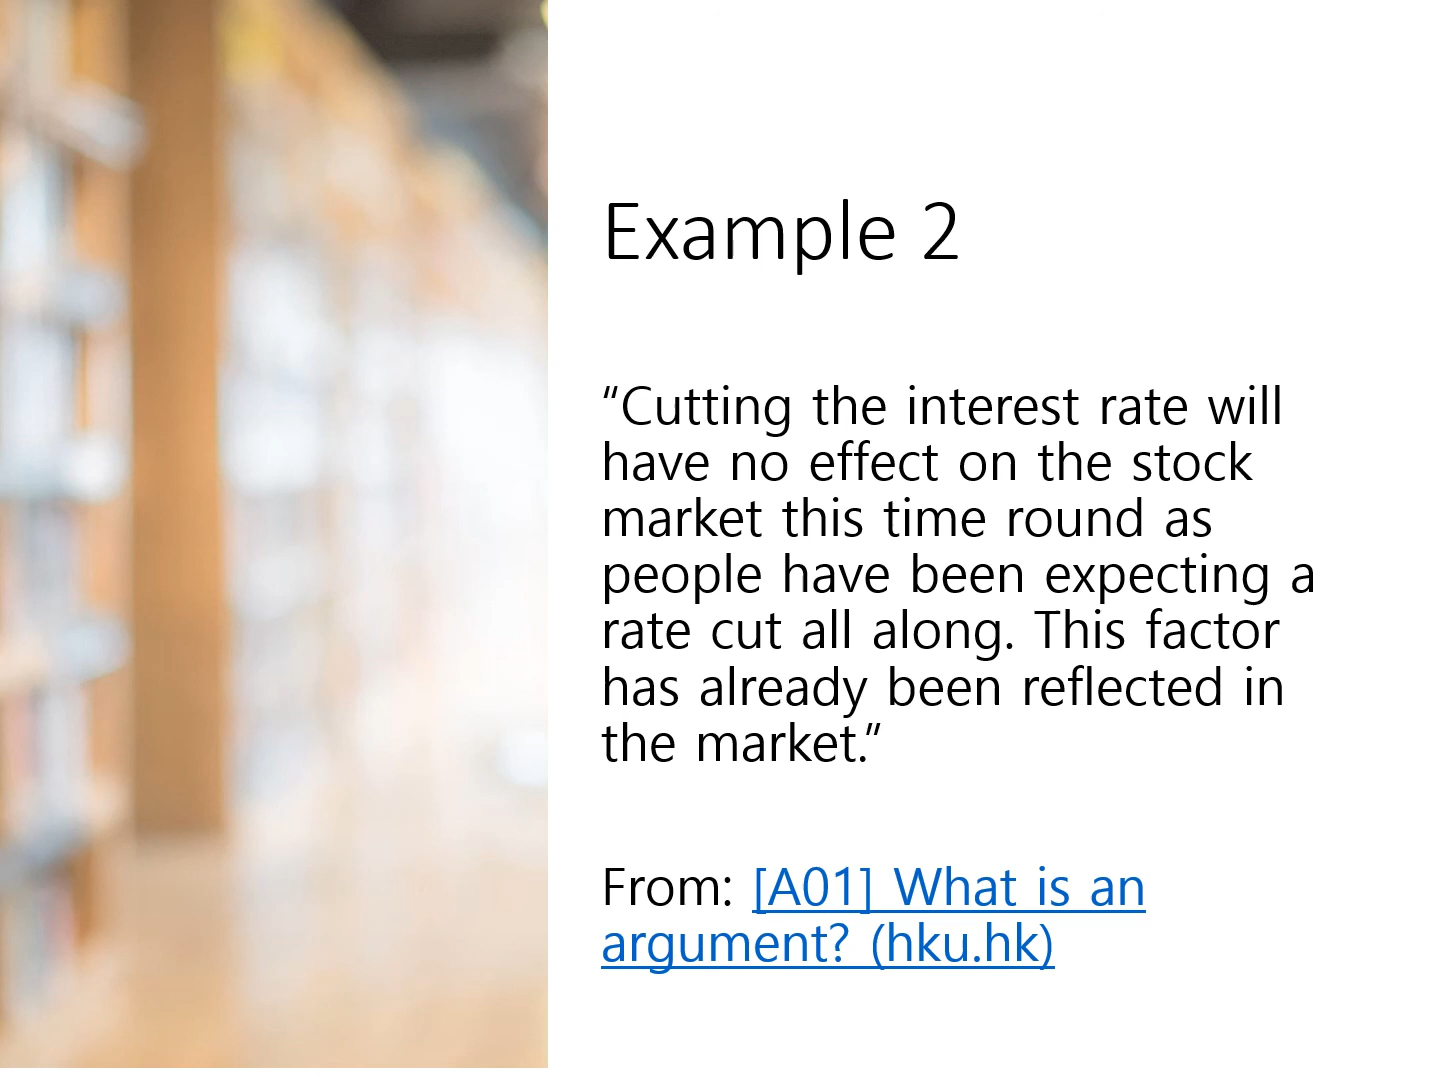 Example 2
“Cutting the interest rate will
have no effect on the stock
market this time round as
people have been expecting a
rate cut all along. This factor
has already been reflected in
the market.”
From: [A01] What is an
argument? (hku.hk)